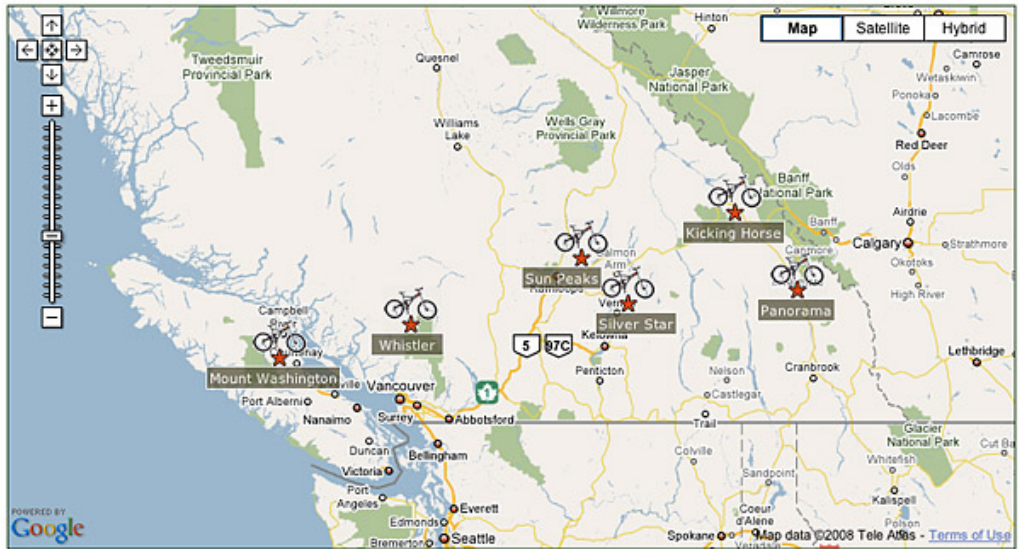 Willmore
Wilderness Park
Hinton
Map
Satellite
Hybrid
Tweedsmuir
Provincial Park
Quesnel
Jasper
National Park
Camrose
Wetaskiwin
Ponoka
Lacombe
Williams
Lake
Wells Gray
Provincial Park
Red Deer
Olds
Banff
National Park
Banff
Airdrie
Kicking Horse
Canmore
Calgary
Strathmore
Okotoks
High River
Sun Peaks
Salmon
Arm
Silver Star
Panorama
Campbell
River
Whistler
5
97C
Kelowna
Lethbridge
Mount Washington
Vancouver
1
Penticton
Nelson
Castlegar
Cranbrook
Port Alberni
Nanaimo
Surrey
Abbotsford
Trail
Duncan
Bellingham
Glacier
National Park
Victoria
Colville
Sandpoint
Whitefish
Cut Ba
Port
Angeles
Kalispell
Everett
Coeur
d'Alene
Polson
POWERED BY
Google
Edmonds
Seattle
Bremerton
Spokane
Map data ©2008 Tele Atlas - Terms of Use